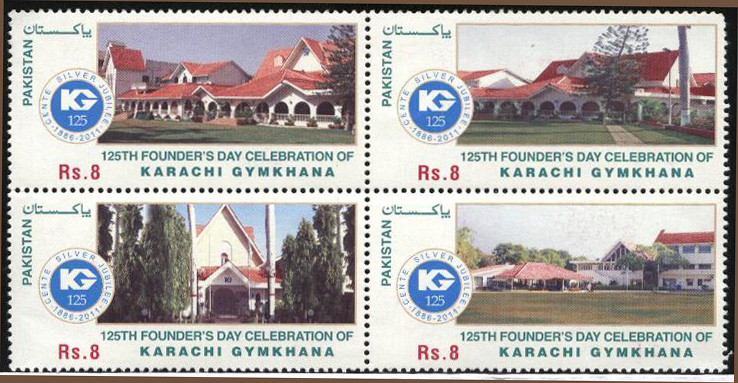 PAKISTAN
پاکستان
CENTE SILVER JUBILEE
KG
125
1886-2011
Rs.8
125TH FOUNDER'S DAY CELEBRATION OF
KARACHI GYMKHANA
PAKISTAN
پاکستان
CENTE SILVER JUBILEE
KG
125
1886-2011
Rs.8
125TH FOUNDER'S DAY CELEBRATION OF
KARACHI GYMKHANA
PAKISTAN
پاکستان
CENTE SILVER JUBILEE
KG
125
1886-2011
KG
Rs.8
125TH FOUNDER'S DAY CELEBRATION OF
KARACHI GYMKHANA
PAKISTAN
پاکستان
CENTE SILVER JUBILEE
KG
125
1886-2011
Rs.8
125TH FOUNDER'S DAY CELEBRATION OF
KARACHI GYMKHANA